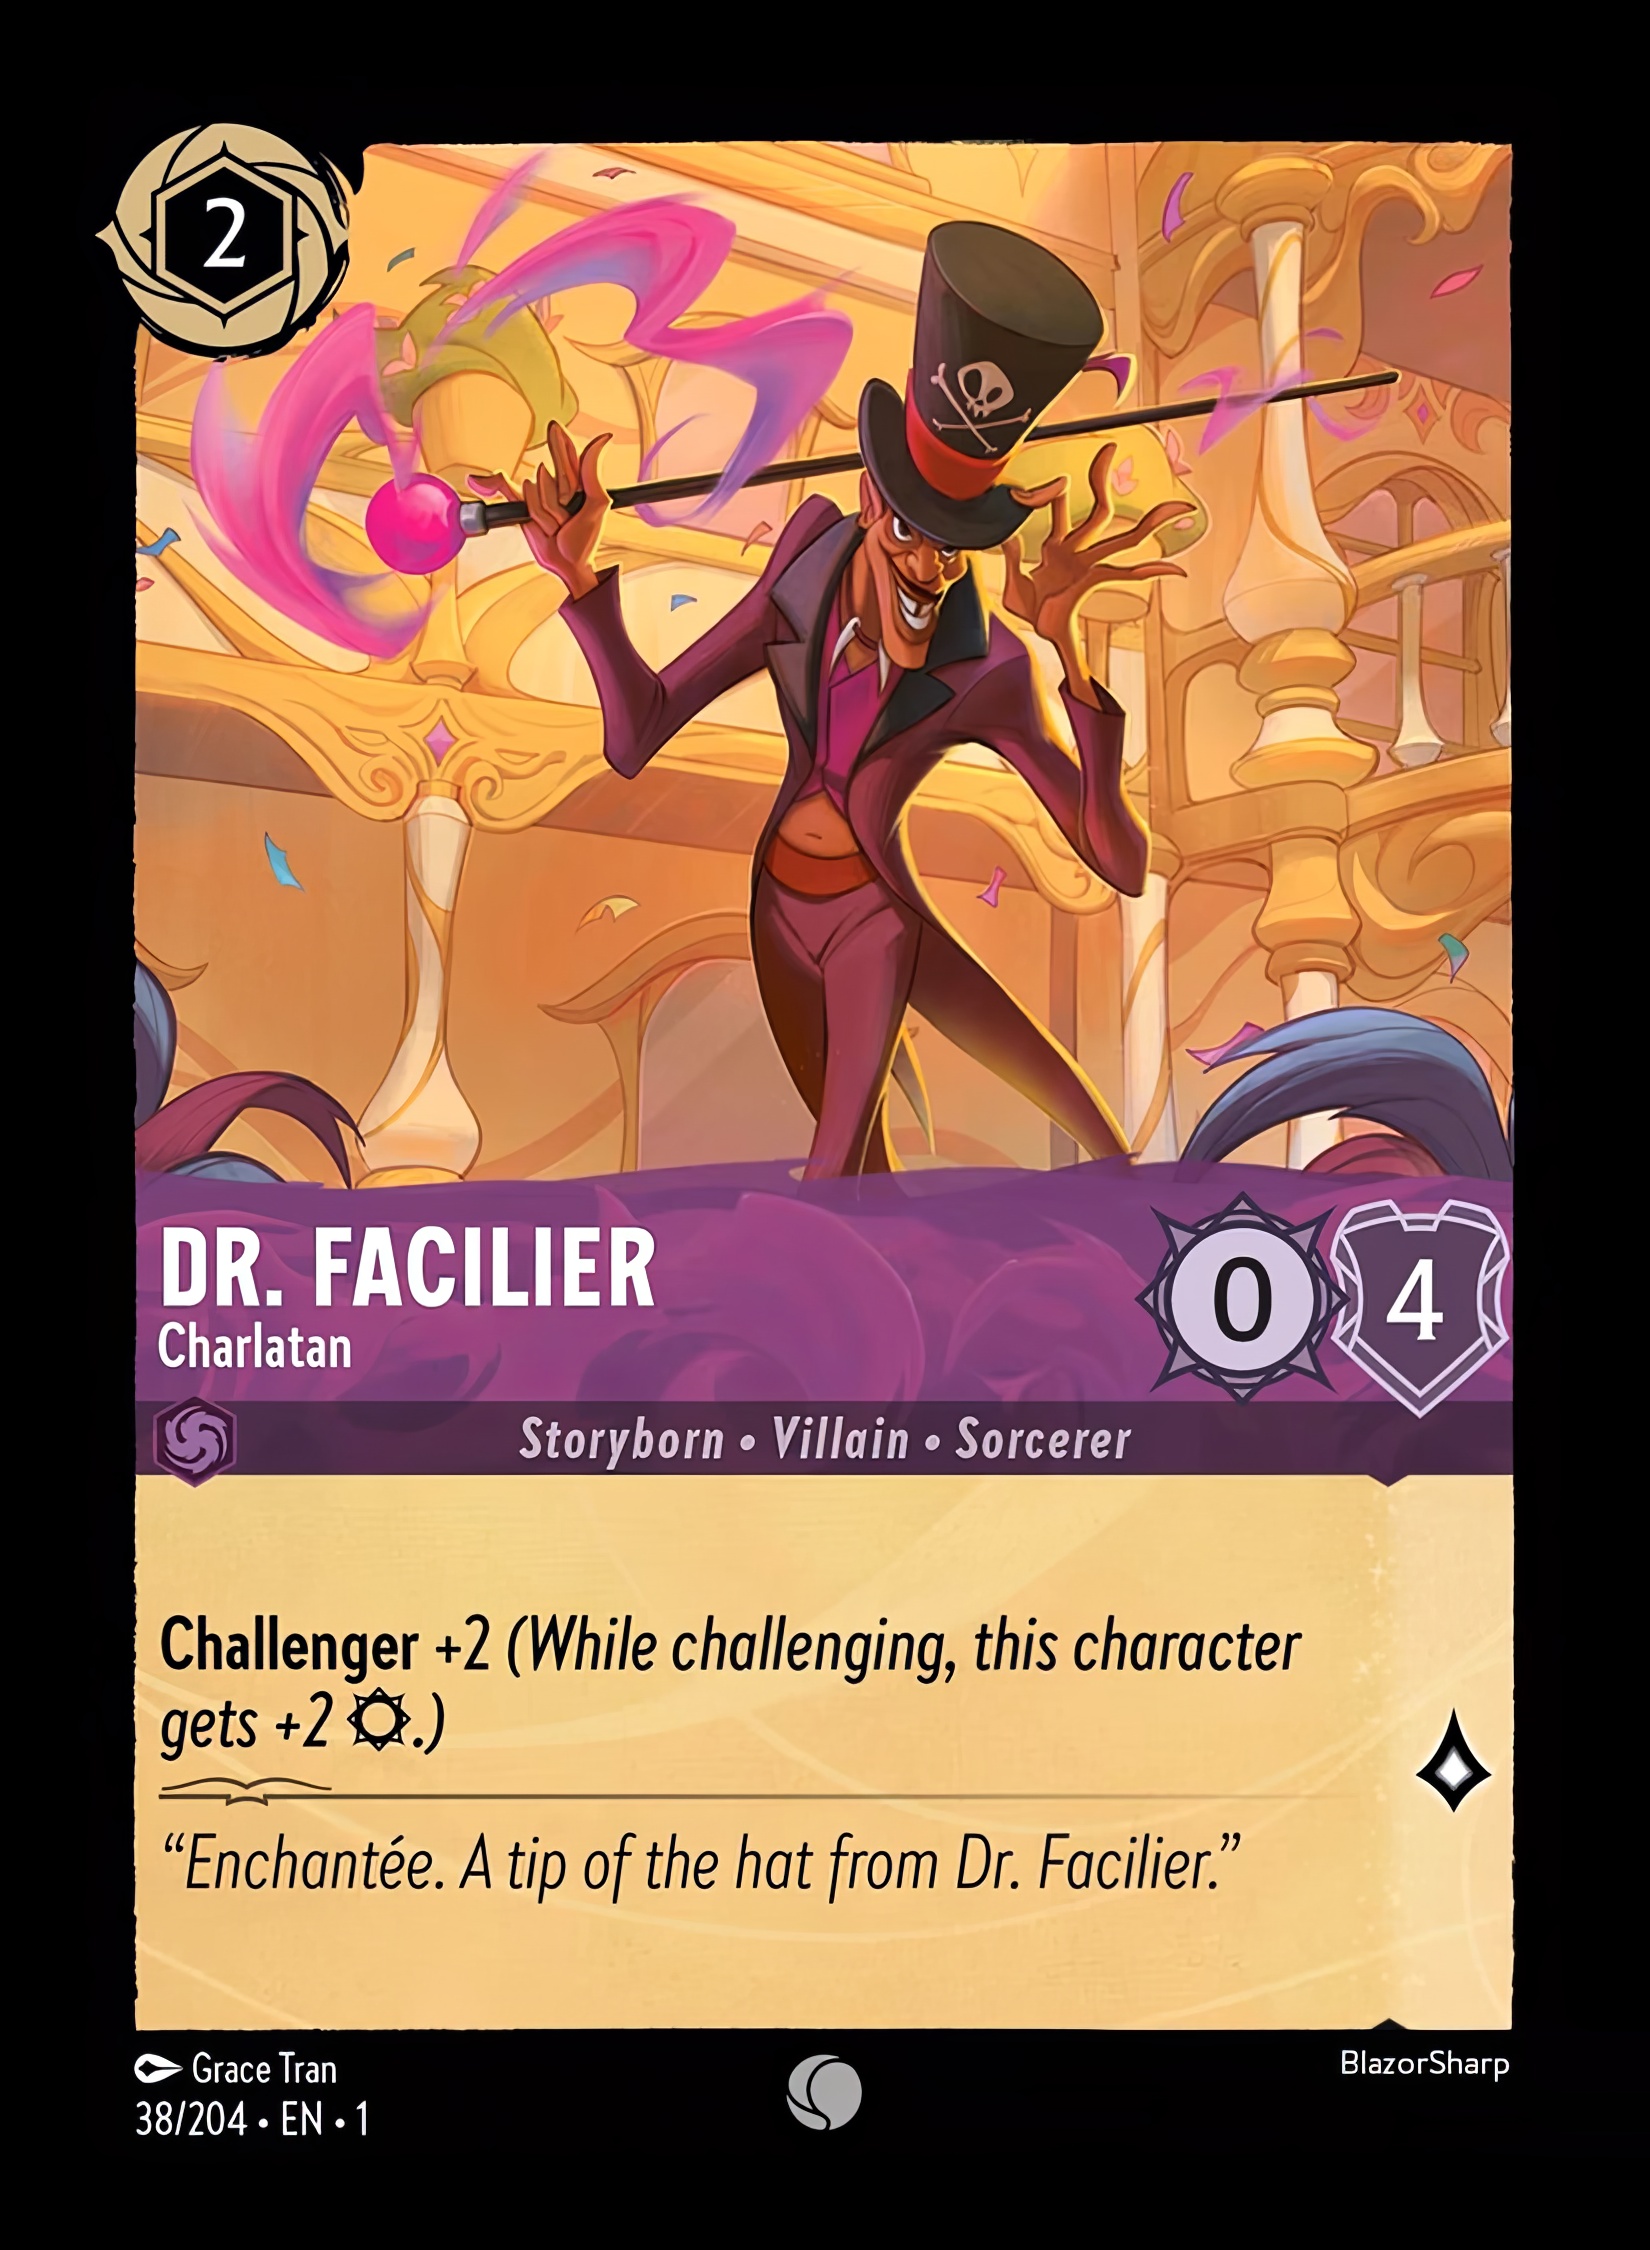 2
DR. FACILIER
0 4
Charlatan
Storyborn • Villain • Sorcerer
Challenger +2 (While challenging, this character
gets +2 .)
“Enchantée. A tip of the hat from Dr. Facilier.”
Grace Tran
BlazorSharp
38/204 • EN • 1